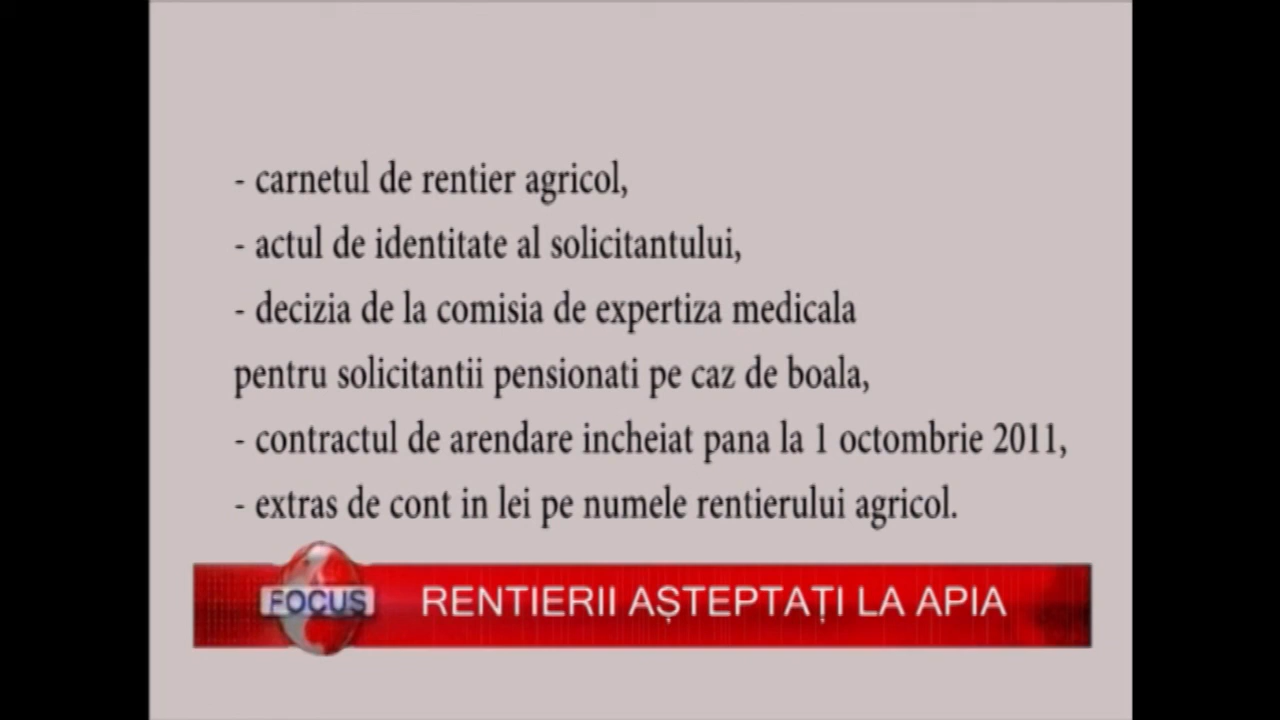 - carnetul de rentier agricol,
- actul de identitate al solicitantului,
- decizia de la comisia de expertiza medicala
pentru solicitantii pensionati pe caz de boala,
- contractul de arendare incheiat pana la 1 octombrie 2011,
- extras de cont in lei pe numele rentierului agricol.
FOCUS
RENTIERII AȘTEPTAȚI LA APIA